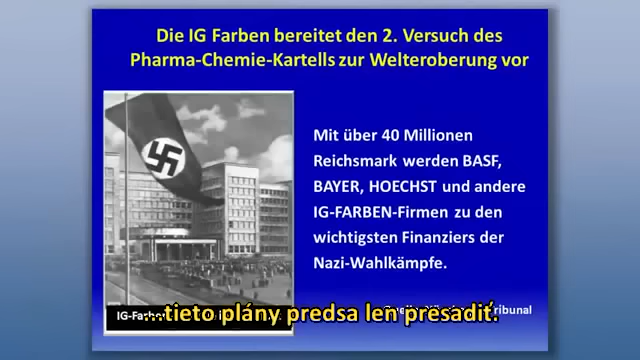 Die IG Farben bereitet den 2. Versuch des
Pharma-Chemie-Kartells zur Welteroberung vor
Mit über 40 Millionen
Reichsmark werden BASF,
BAYER, HOECHST und andere
IG-FARBEN-Firmen zu den
wichtigsten Finanziers der
Nazi-Wahlkämpfe.
Tribunal
IG-Farben
...tieto plány predsa len presadiť.